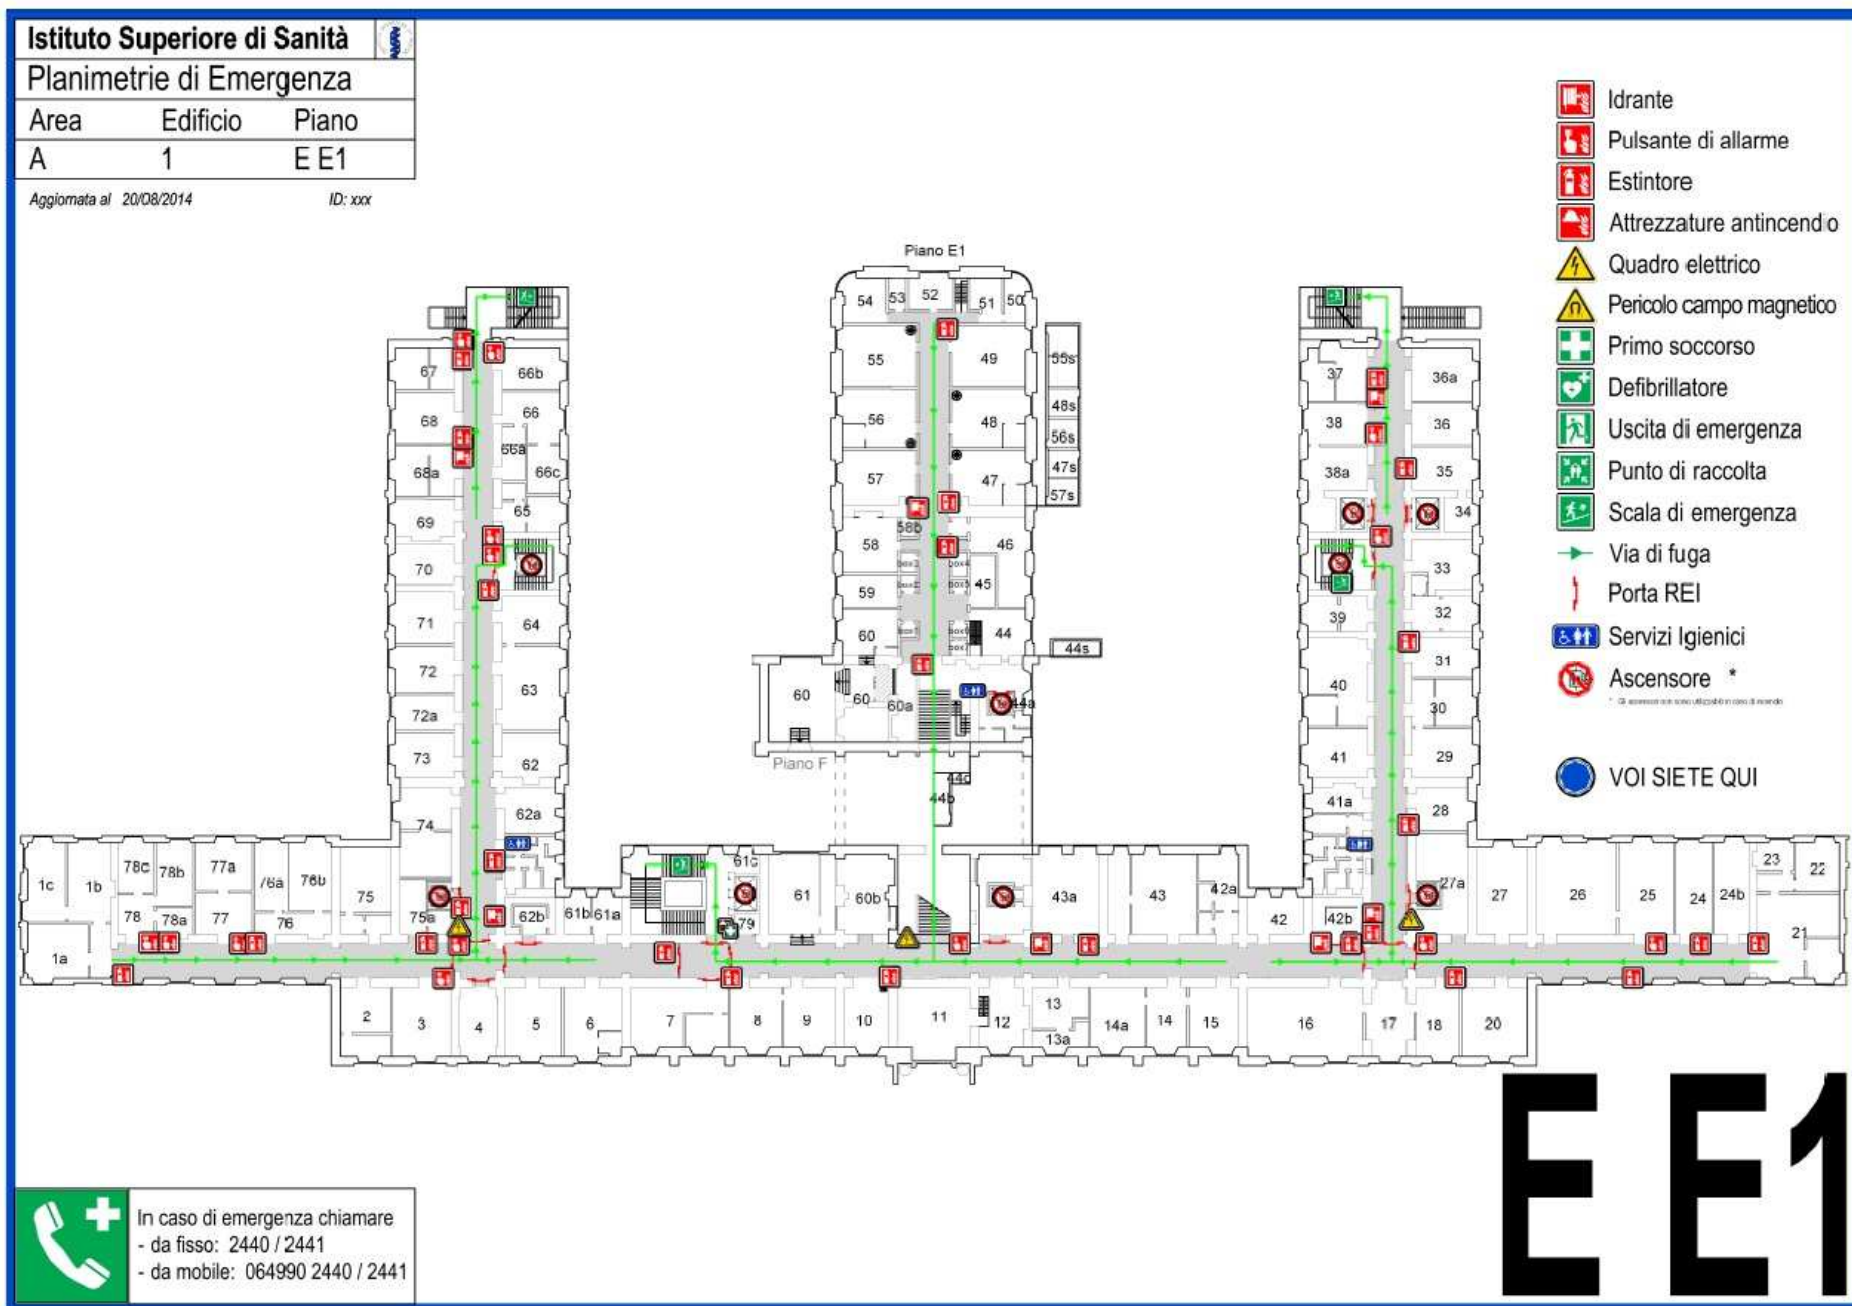 Istituto Superiore di Sanità
Planimetrie di Emergenza
Area Edificio Piano
A 1 E E1
Aggiornata al 20/08/2014 ID: xxx
Idrante
Pulsante di allarme
Estintore
Attrezzature antincendio
Quadro elettrico
Pericolo campo magnetico
Primo soccorso
Defibrillatore
Uscita di emergenza
Punto di raccolta
Scala di emergenza
Via di fuga
Porta REI
Servizi Igienici
Ascensore *
VOI SIETE QUI
Piano E1
54 53 52 51 50
55 49 55s
56 48 48s
56s
57 47 47s
57s
58b
58 46
59 45
60 44 44s
60 60 60a 44a
Piano F
44c
44b
67 66b
68 66
66a
68a 66c
69 65
70
71 64
72 63
72a
73 62
74 62a
37 36a
38 36
38a 35
34
33
39 32
31
40 30
41 29
41a 28
1c 1b 78c 78b 77a 76a 76b 75
78 78a 77 76 75a 62b 61b 61a
1a
61c 61 60b 79
43a 43 42a 42 42b
27a 27 26 25 24 24b 23 22
21
2 3 4 5 6 7 8 9 10 11 12 13 13a 14a 14 15 16 17 18 20
E E1
In caso di emergenza chiamare
- da fisso: 2440 / 2441
- da mobile: 064990 2440 / 2441